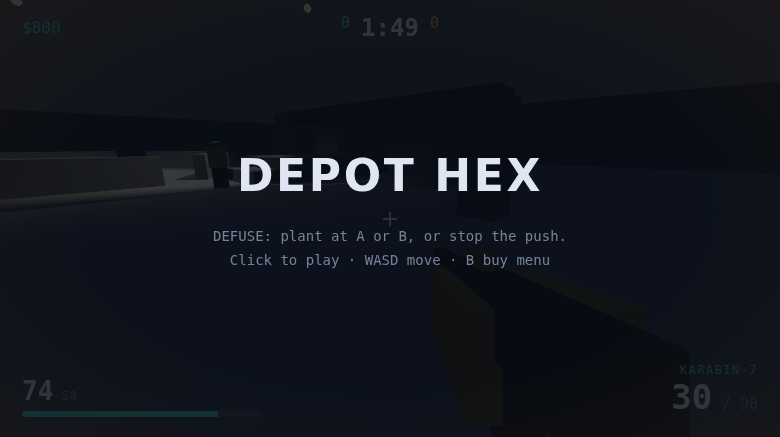 $800
0 1:49 0
DEPOT HEX
DEFUSE: plant at A or B, or stop the push.
Click to play · WASD move · B buy menu
KARABIN-7
74 50
30 / 90